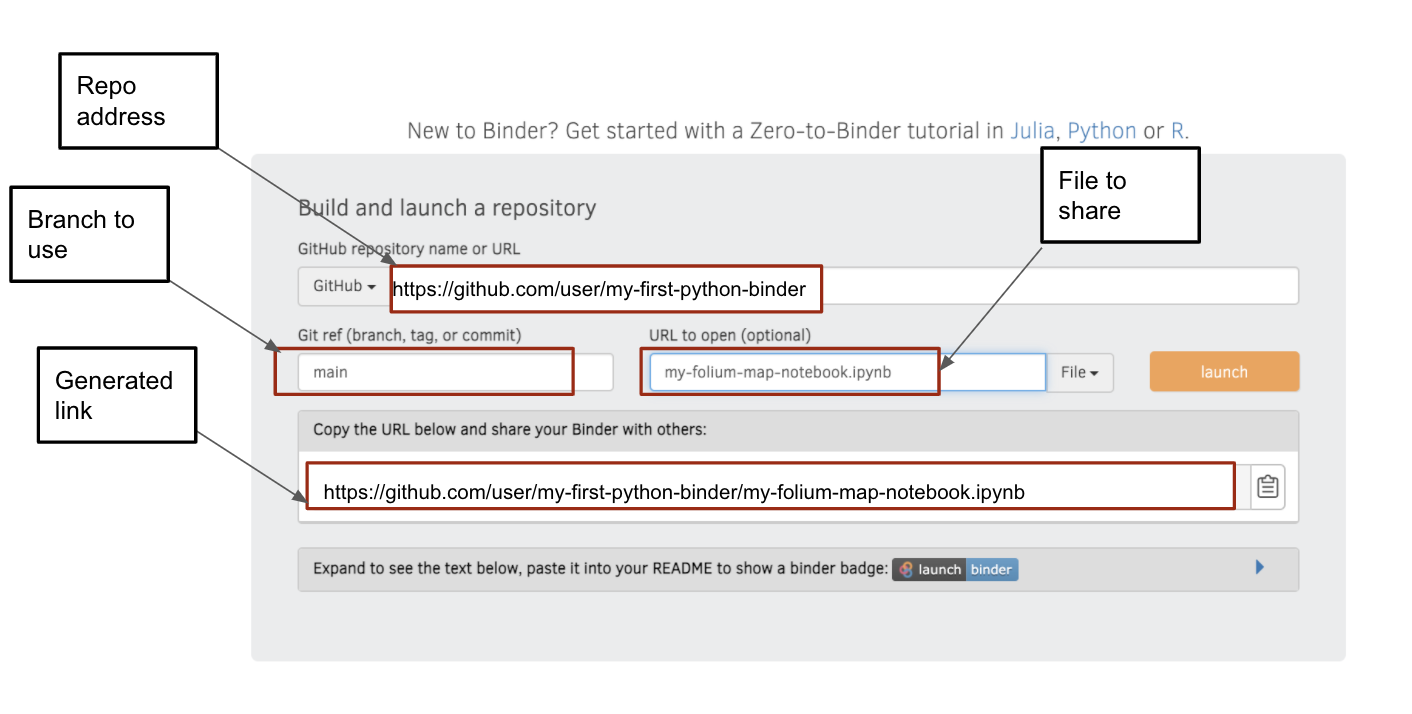 Repo
address
New to Binder? Get started with a Zero-to-Binder tutorial in Julia, Python or R.
File to
share
Branch to
use
Build and launch a repository
GitHub repository name or URL
GitHub
https://github.com/user/my-first-python-binder
Git ref (branch, tag, or commit)
URL to open (optional)
main
my-folium-map-notebook.ipynb
File
launch
Generated
link
Copy the URL below and share your Binder with others:
https://github.com/user/my-first-python-binder/my-folium-map-notebook.ipynb
Expand to see the text below, paste it into your README to show a binder badge: launch binder